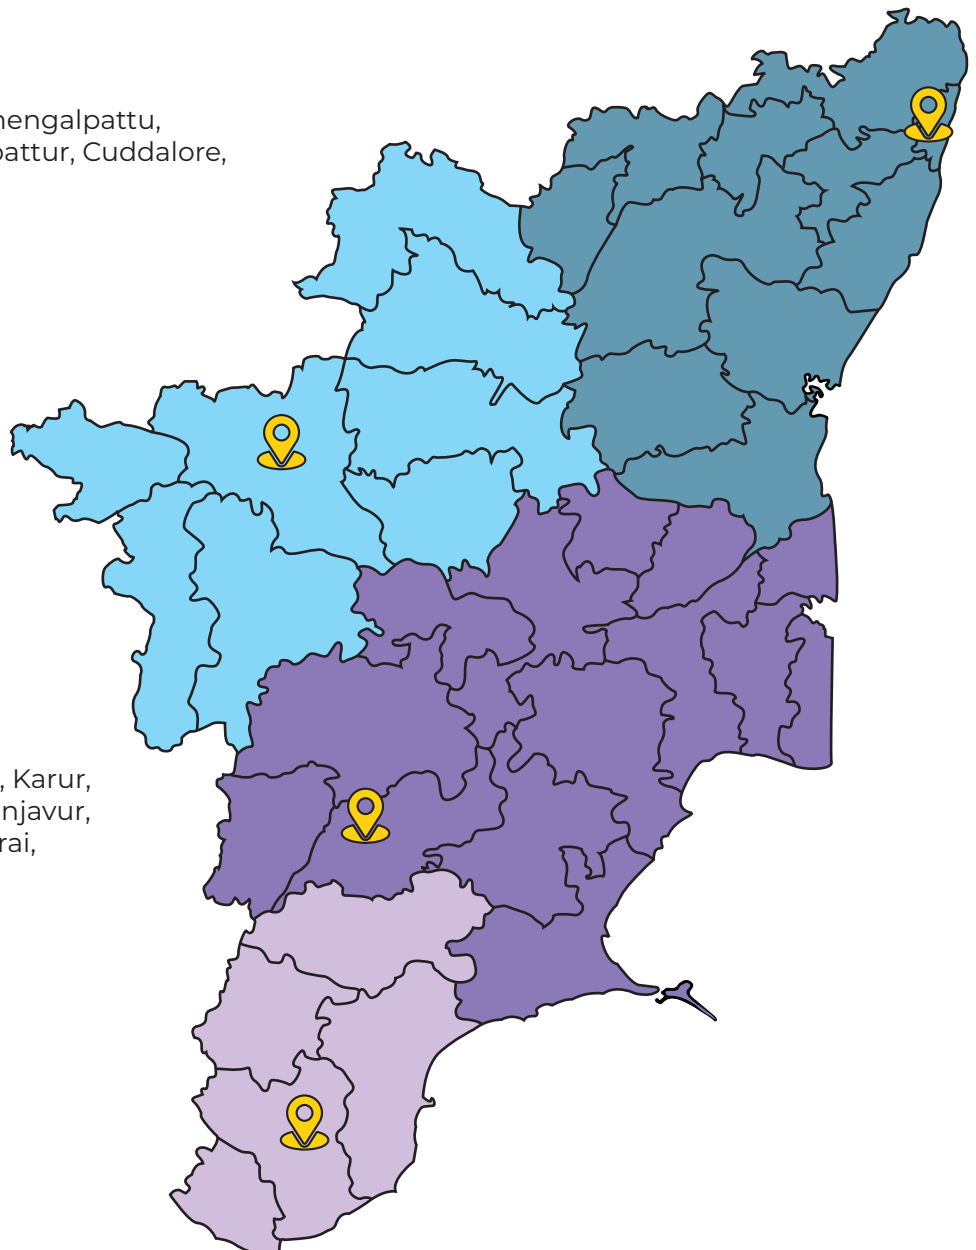 hengalpattu,
pattur, Cuddalore,
, Karur,
njavur,
rai,